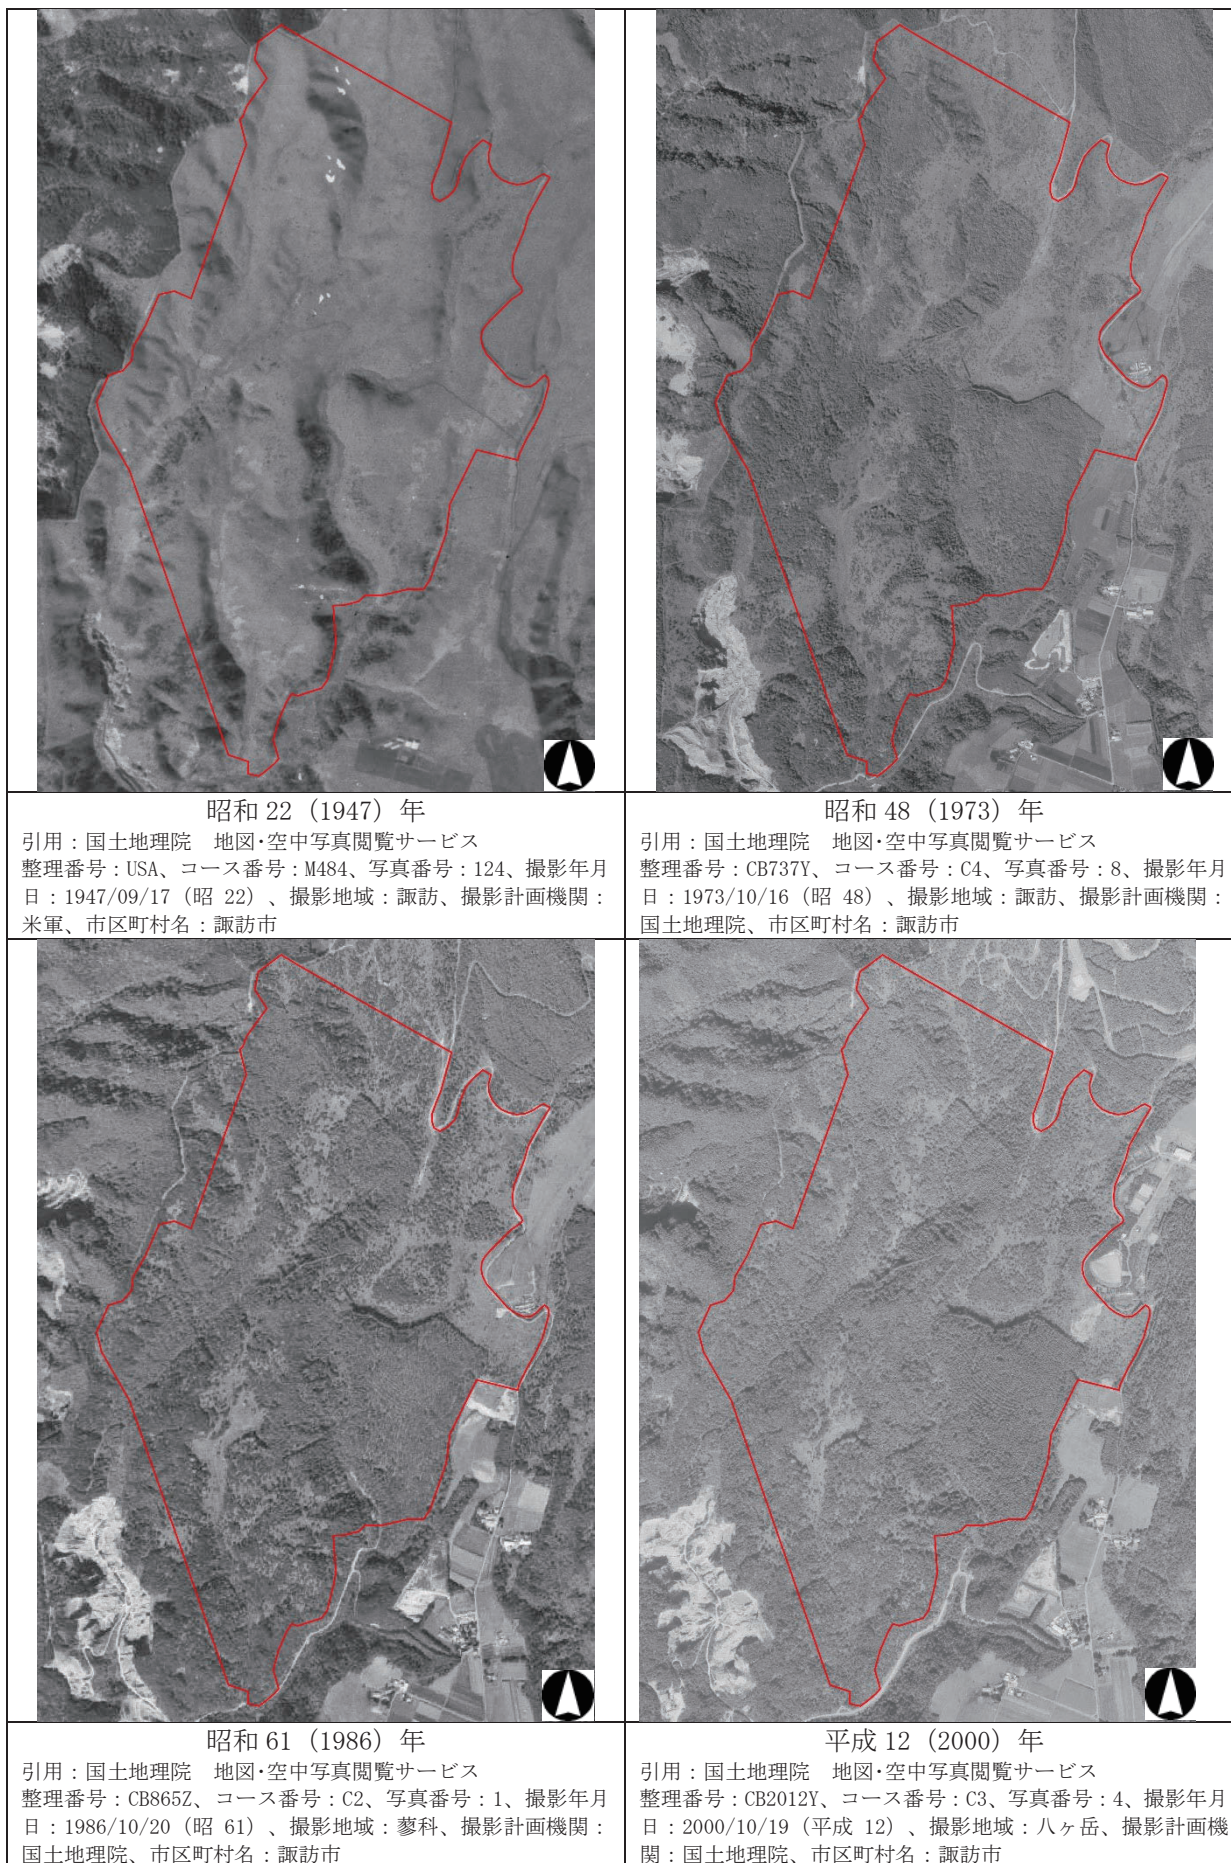 昭和 22（1947）年
引用：国土地理院　地図･空中写真閲覧サービス
整理番号：USA、コース番号：M484、写真番号：124、撮影年月
日：1947/09/17（昭 22）、撮影地域：諏訪、撮影計画機関：
米軍、市区町村名：諏訪市
昭和 48（1973）年
引用：国土地理院　地図･空中写真閲覧サービス
整理番号：CB737Y、コース番号：C4、写真番号：8、撮影年月
日：1973/10/16（昭 48）、撮影地域：諏訪、撮影計画機関：
国土地理院、市区町村名：諏訪市
昭和 61（1986）年
引用：国土地理院　地図･空中写真閲覧サービス
整理番号：CB865Z、コース番号：C2、写真番号：1、撮影年月
日：1986/10/20（昭 61）、撮影地域：蓼科、撮影計画機関：
国土地理院、市区町村名：諏訪市
平成 12（2000）年
引用：国土地理院　地図･空中写真閲覧サービス
整理番号：CB2012Y、コース番号：C3、写真番号：4、撮影年月
日：2000/10/19（平成 12）、撮影地域：八ヶ岳、撮影計画機
関：国土地理院、市区町村名：諏訪市